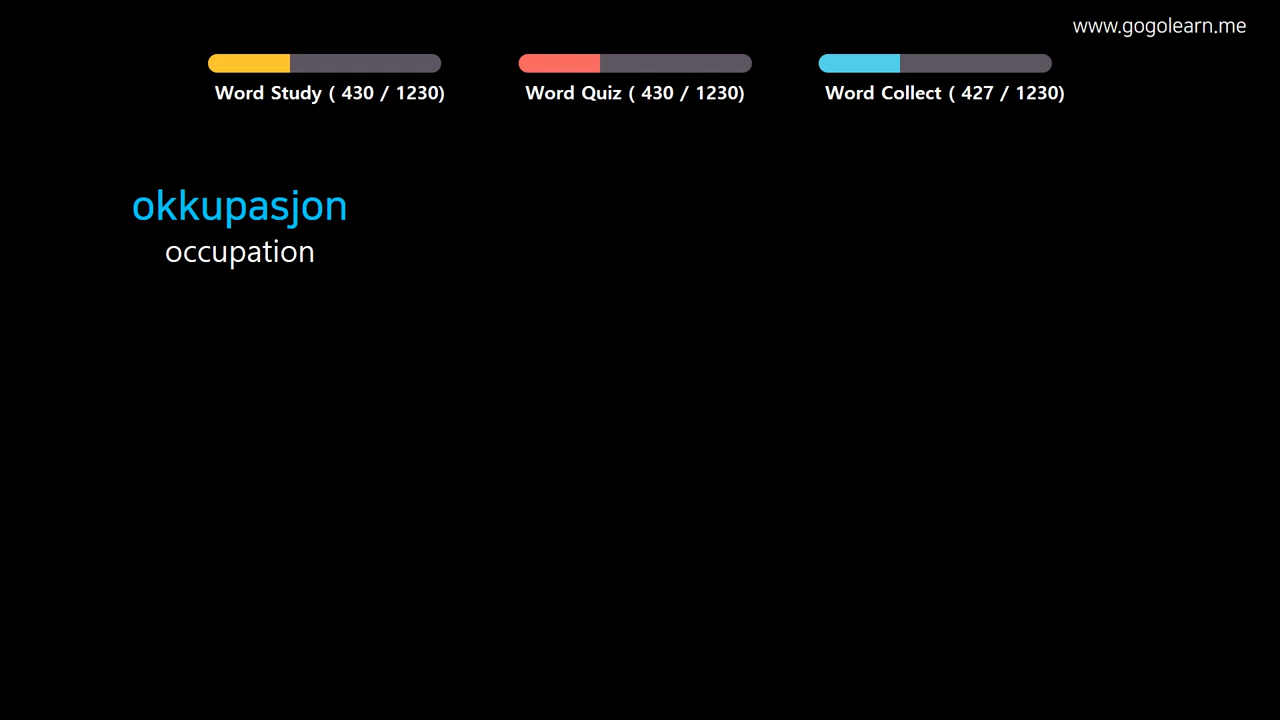 www.gogolearn.me
Word Study ( 430 / 1230)
Word Quiz ( 430 / 1230)
Word Collect ( 427 / 1230)
okkupasjon
occupation